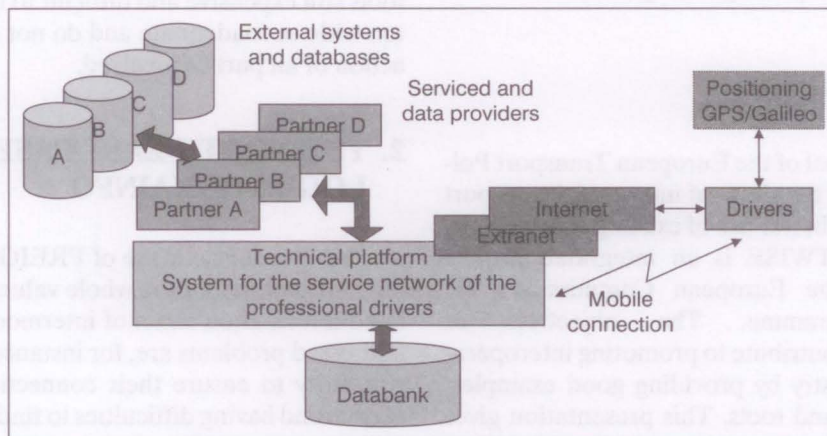 External systems
and databases
D
C
B
A
Serviced and
data providers
Positioning
GPS/Galileo
Partner D
Partner C
Partner B
Partner A
Internet
Extranet
Drivers
Technical platform
System for the service network of the
professional drivers
Mobile
connection
Databank